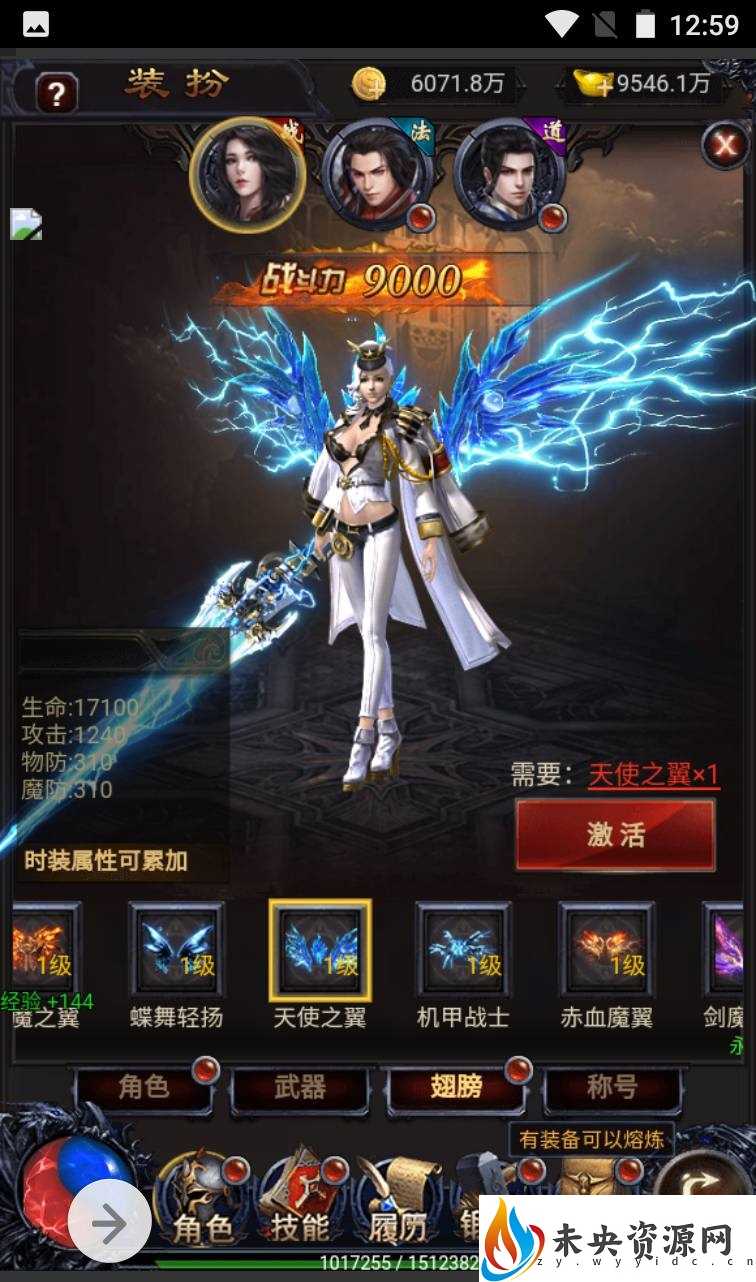 12:59
?
装扮
6071.8万
9546.1万
战
法
道
X
战斗力 9000
生命:17100
攻击:1240
物防:310
魔防:310
时装属性可累加
需要：天使之翼×1
激活
1级
1级
1级
1级
1级
经验 +144
魔之翼
蝶舞轻扬
天使之翼
机甲战士
赤血魔翼
剑魔
永
角色
武器
翅膀
称号
有装备可以熔炼
角色
技能
履历
1017255 / 1512382
未央资源网
zy.wyyidc.cn